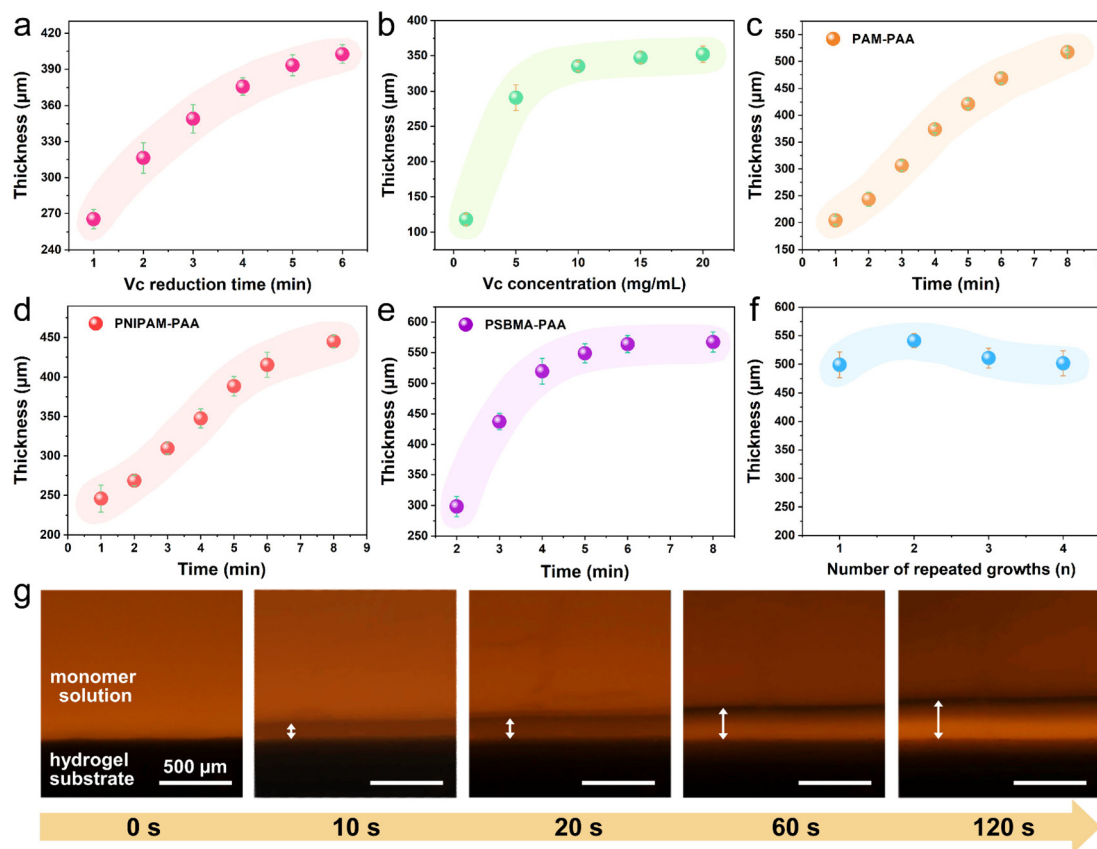 a
420
390
360
330
300
270
240
Thickness (µm)
1 2 3 4 5 6
Vc reduction time (min)
b
400
350
300
250
200
150
100
Thickness (µm)
0 5 10 15 20
Vc concentration (mg/mL)
c
PAM-PAA
550
500
450
400
350
300
250
200
150
Thickness (µm)
0 1 2 3 4 5 6 7 8 9
Time (min)
d
PNIPAM-PAA
450
400
350
300
250
200
Thickness (µm)
0 1 2 3 4 5 6 7 8 9
Time (min)
e
PSBMA-PAA
600
550
500
450
400
350
300
250
Thickness (µm)
2 3 4 5 6 7 8
Time (min)
f
600
550
500
450
400
350
300
250
200
Thickness (µm)
1 2 3 4
Number of repeated growths (n)
g
monomer
solution
hydrogel
substrate
500 µm
0 s 10 s 20 s 60 s 120 s